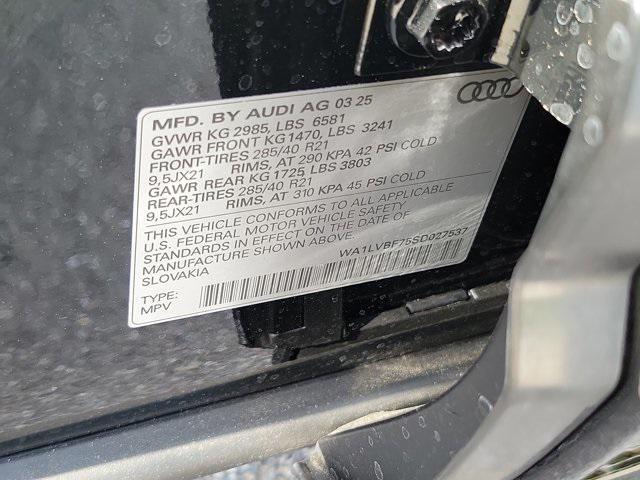 MFD. BY AUDI AG 03 25
GVWR KG 2985, LBS 6581
GAWR FRONT KG1470, LBS 3241
FRONT-TIRES 285/40 R21
9,5JX21 RIMS, AT 290 KPA 42 PSI COLD
GAWR REAR KG 1725, LBS 3803
REAR-TIRES 285/40 R21
9,5JX21 RIMS, AT 310 KPA 45 PSI COLD
THIS VEHICLE CONFORMS TO ALL APPLICABLE
U.S. FEDERAL MOTOR VEHICLE SAFETY
STANDARDS IN EFFECT ON THE DATE OF
MANUFACTURE SHOWN ABOVE.
SLOVAKIA WA1LVBF75SD027537
TYPE:
MPV